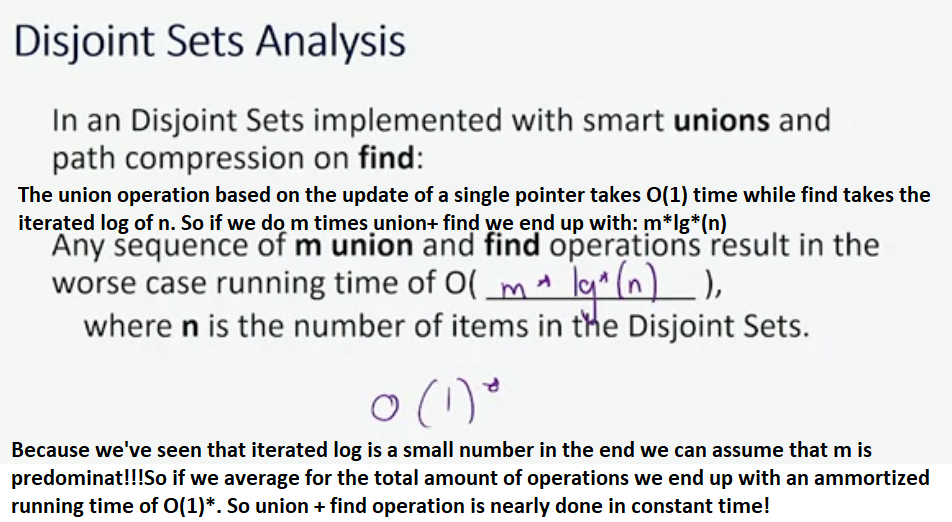 Disjoint Sets Analysis
In an Disjoint Sets implemented with smart unions and
path compression on find:
The union operation based on the update of a single pointer takes O(1) time while find takes the
iterated log of n. So if we do m times union+ find we end up with: m*lg*(n)
Any sequence of m union and find operations result in the
worse case running time of O( m * lg*(n) ),
where n is the number of items in the Disjoint Sets.
O(1)*
Because we've seen that iterated log is a small number in the end we can assume that m is
predominat!!!So if we average for the total amount of operations we end up with an ammortized
running time of O(1)*. So union + find operation is nearly done in constant time!